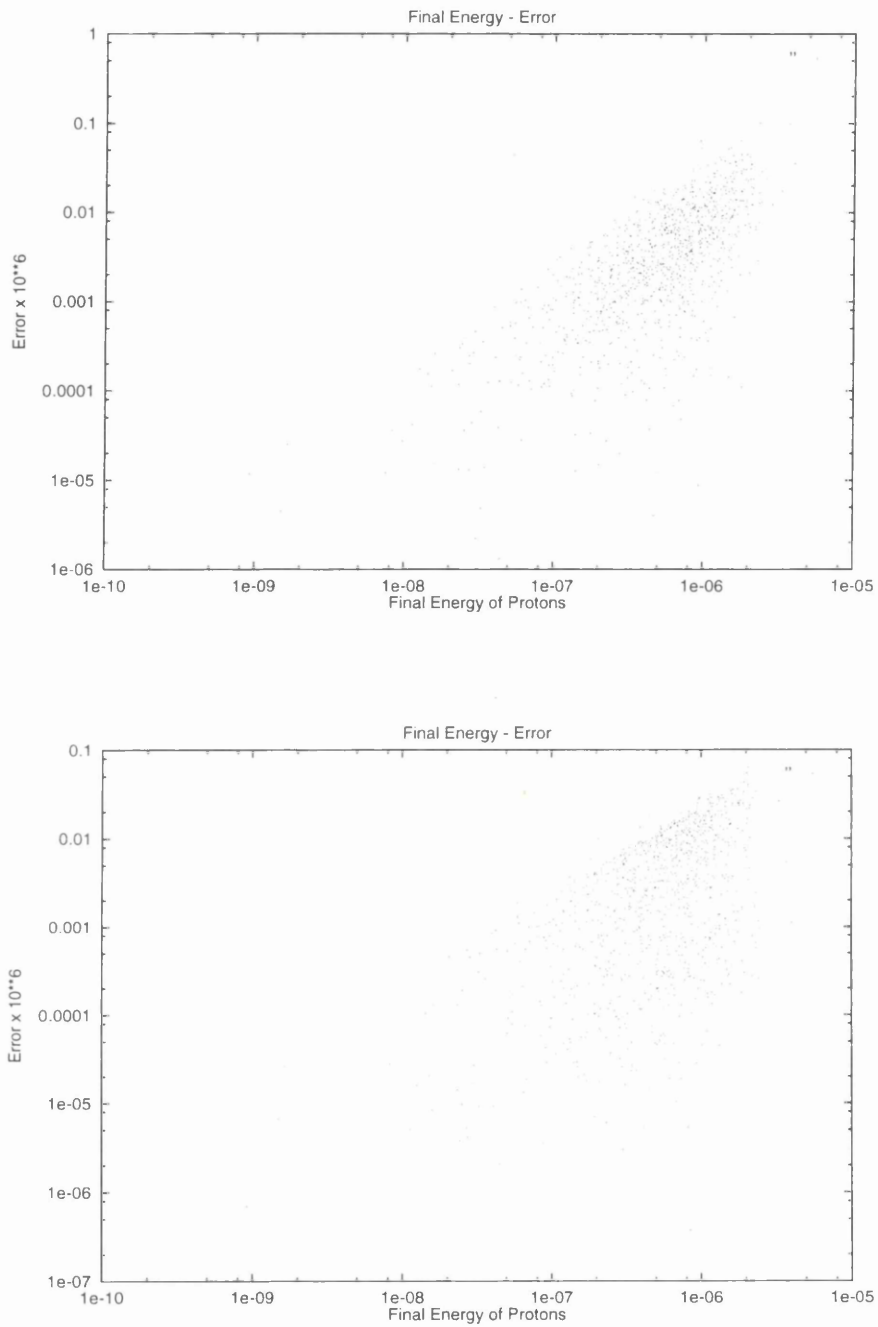 Final Energy - Error
1
0.1
0.01
0.001
0.0001
1e-05
1e-06
Error x 10**6
"
1e-10 1e-09 1e-08 1e-07 1e-06 1e-05
Final Energy of Protons
Final Energy - Error
0.1
0.01
0.001
0.0001
1e-05
1e-06
1e-07
Error x 10**6
"
1e-10 1e-09 1e-08 1e-07 1e-06 1e-05
Final Energy of Protons